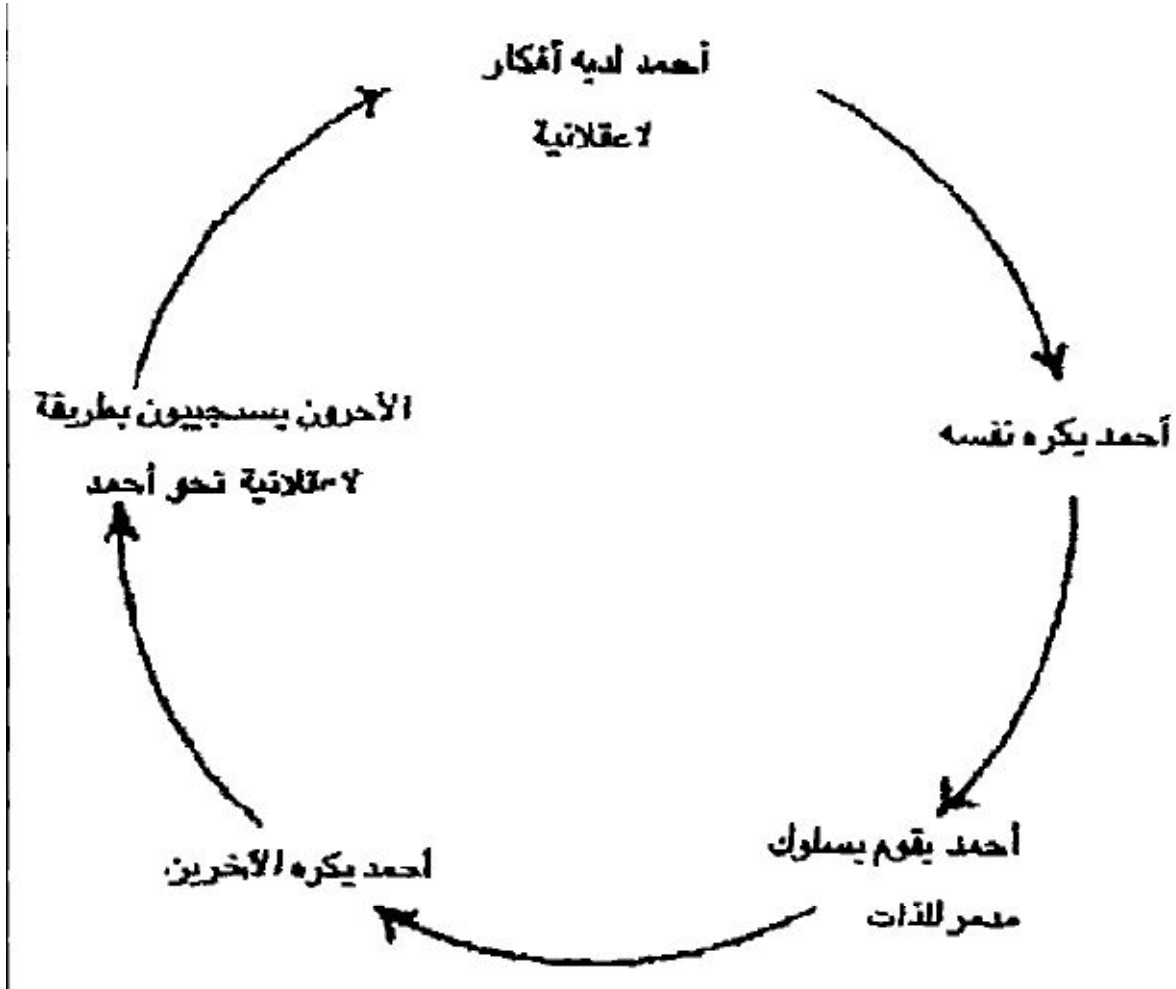 أحمد لديه أفكار
لاعقلانية
أحمد يكره نفسه
أحمد يقوم بسلوك
مدمر للذات
أحمد يكره الآخرين
الآخرون يستجيبون بطريقة
لاعقلانية نحو أحمد